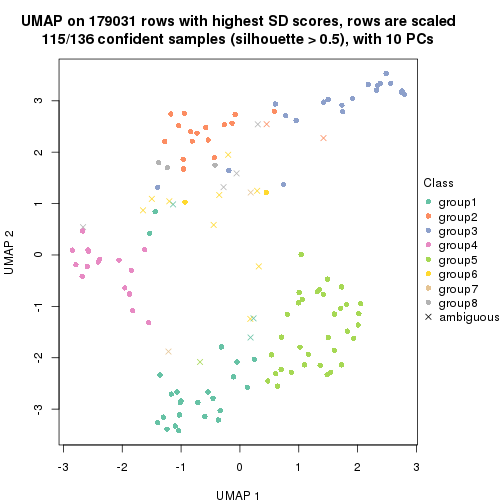 UMAP on 179031 rows with highest SD scores, rows are scaled
115/136 confident samples (silhouette > 0.5), with 10 PCs
3
2
1
0
-1
-2
-3
UMAP 2
-3
-2
-1
0
1
2
3
UMAP 1
Class
group1
group2
group3
group4
group5
group6
group7
group8
ambiguous